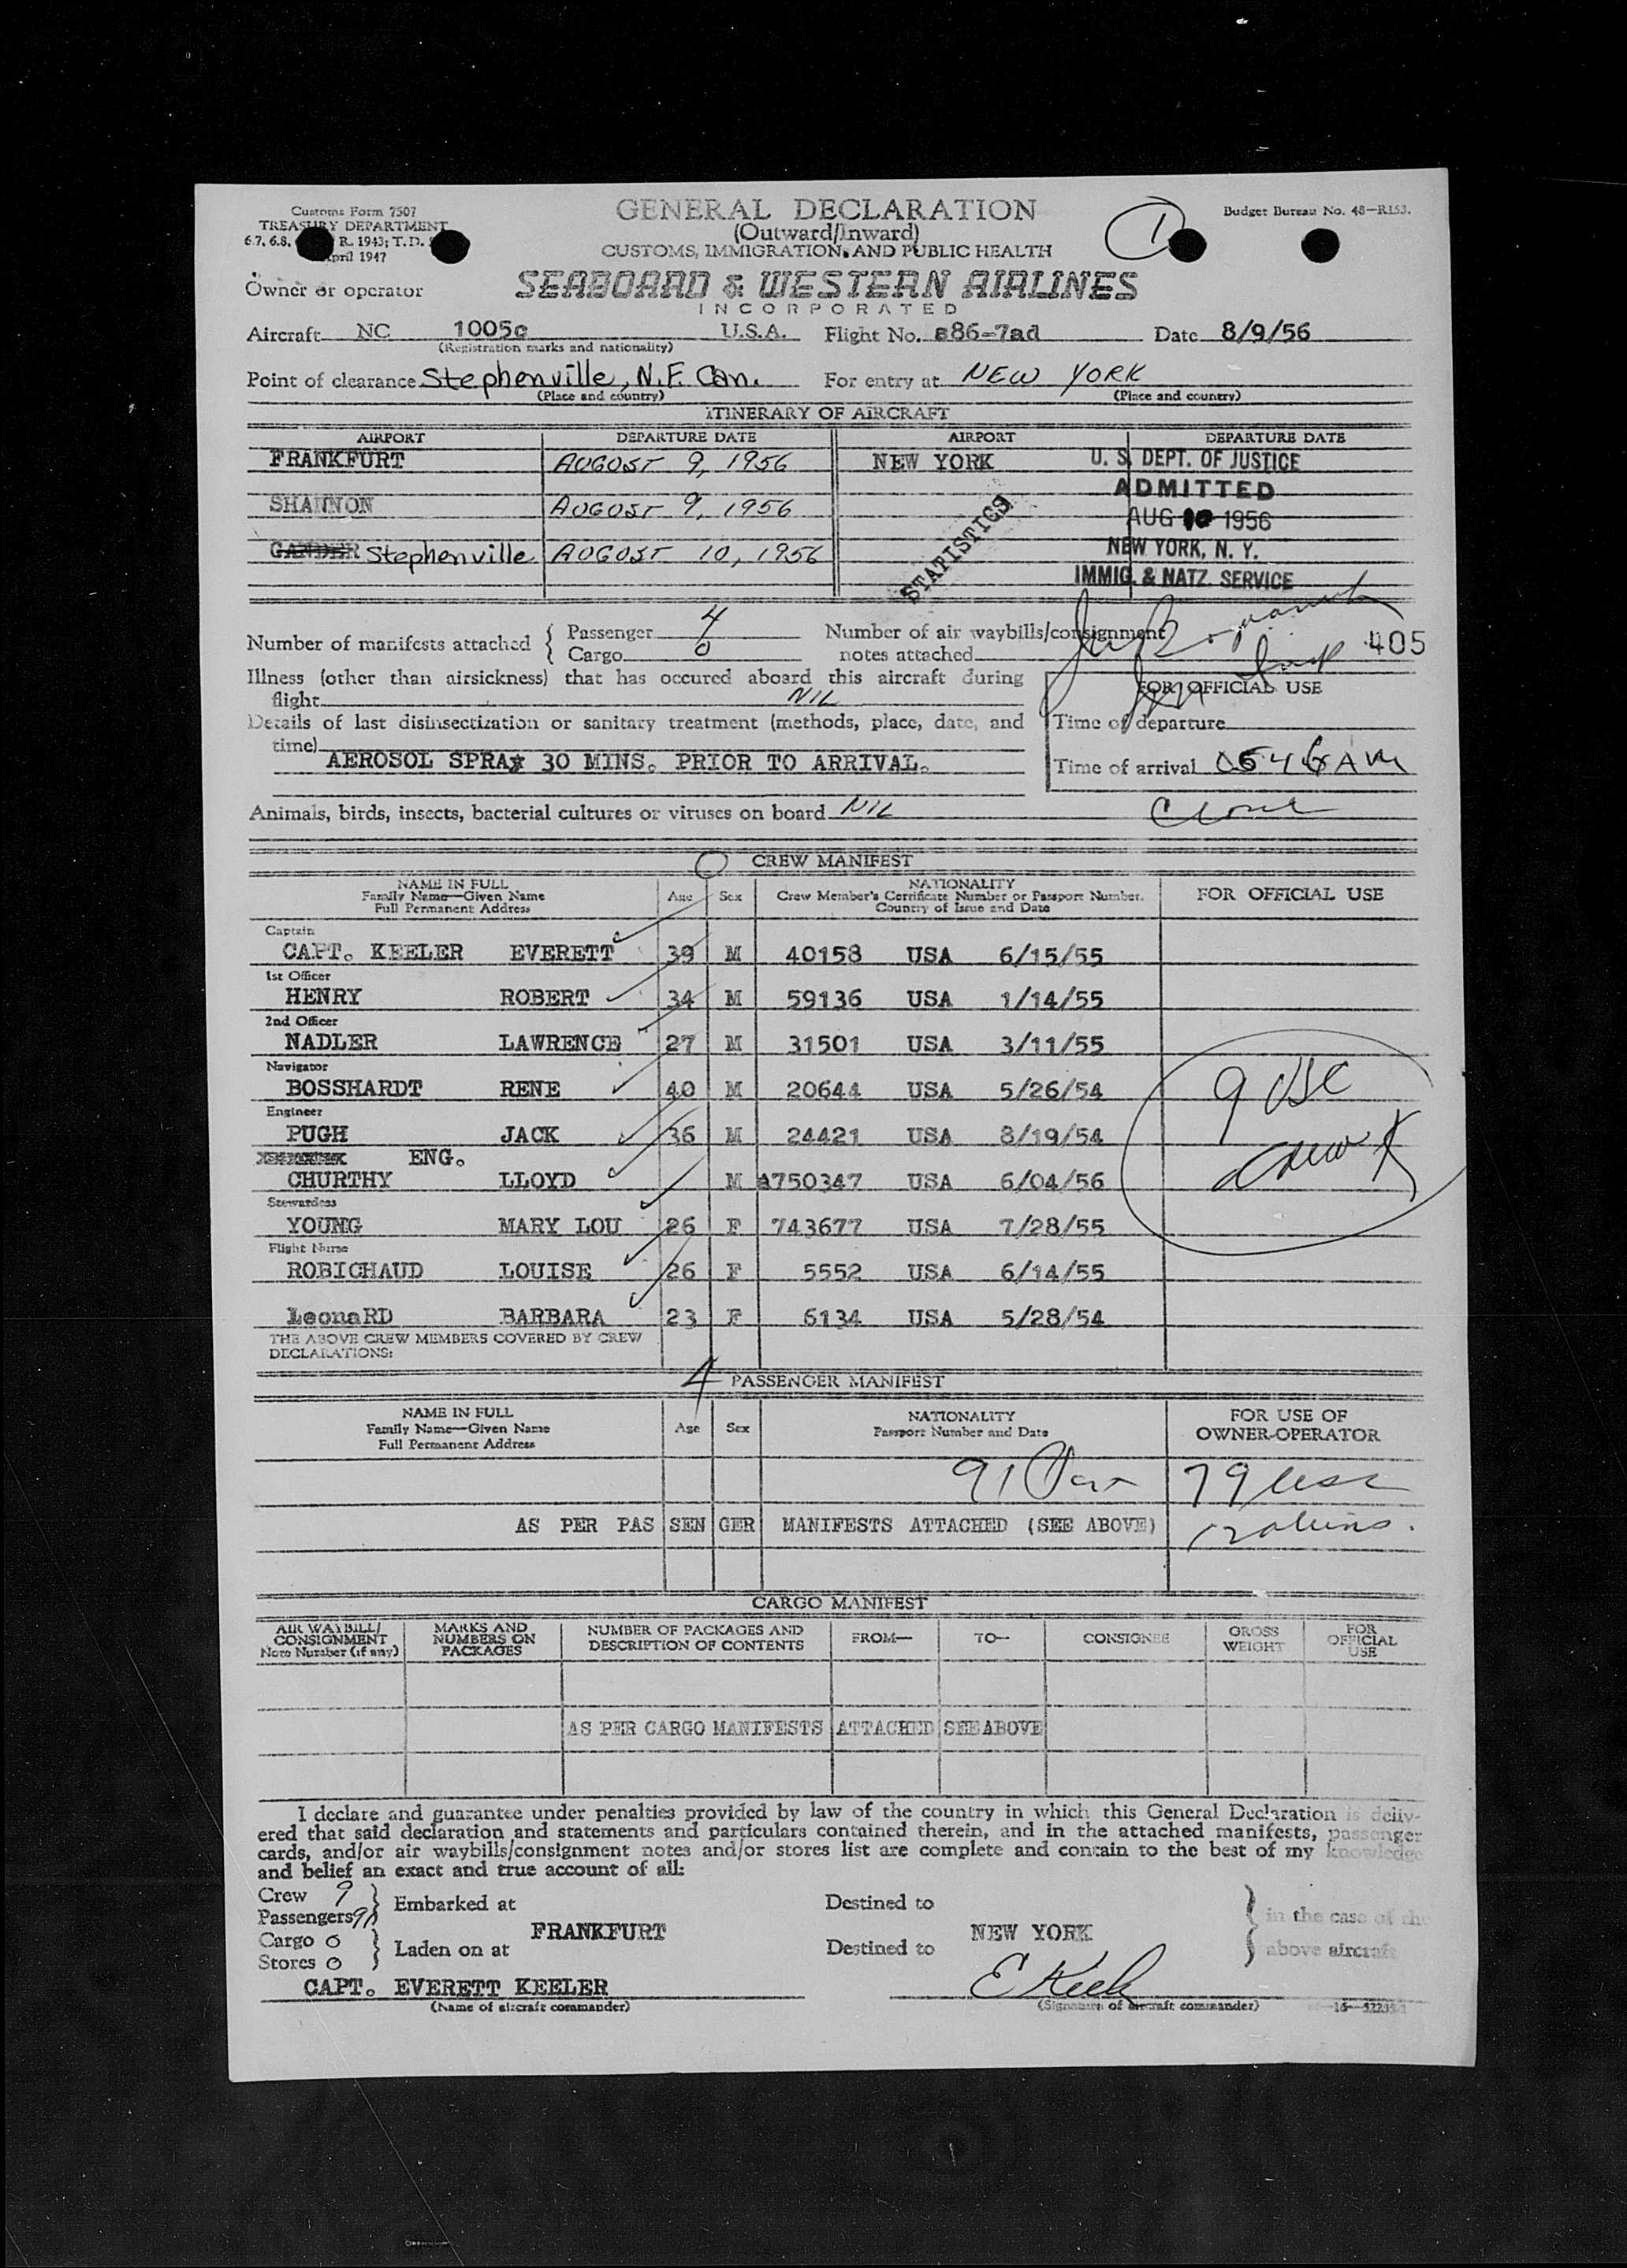 Customs Form 7507
TREASURY DEPARTMENT
6.7, 6.8, R. 1943; T. D.
April 1947
GENERAL DECLARATION
(Outward/Inward)
CUSTOMS, IMMIGRATION, AND PUBLIC HEALTH
1
Budget Bureau No. 48-R153.
Owner or operator
SEABOARD & WESTERN AIRLINES
INCORPORATED
Aircraft NC 1005c U.S.A. Flight No. s86-7ad Date 8/9/56
(Registration marks and nationality)
Point of clearance Stephenville, N.F. Can. For entry at NEW YORK
(Place and country) (Place and country)
ITINERARY OF AIRCRAFT
AIRPORT DEPARTURE DATE AIRPORT DEPARTURE DATE
FRANKFURT AUGUST 9, 1956 NEW YORK U. S. DEPT. OF JUSTICE
ADMITTED
SHANNON AUGUST 9, 1956 AUG 10 1956
STATISTICS
GANDER Stephenville AUGUST 10, 1956 NEW YORK, N. Y.
IMMIG. & NATZ. SERVICE
Number of manifests attached { Passenger 4 Number of air waybills/consignment
Cargo 0 notes attached 405
Illness (other than airsickness) that has occured aboard this aircraft during
flight NIL
FOR OFFICIAL USE
Details of last disinsectization or sanitary treatment (methods, place, date, and
time)
Time of departure
AEROSOL SPRAY 30 MINS. PRIOR TO ARRIVAL.
Time of arrival 0546AM
Animals, birds, insects, bacterial cultures or viruses on board NIL
CREW MANIFEST
NAME IN FULL
Family Name—Given Name
Full Permanent Address
Age Sex
NATIONALITY
Crew Member's Certificate Number or Passport Number.
Country of Issue and Date
FOR OFFICIAL USE
Captain
CAPT. KEELER EVERETT 39 M 40158 USA 6/15/55
1st Officer
HENRY ROBERT 34 M 59136 USA 1/14/55
2nd Officer
NADLER LAWRENCE 27 M 31501 USA 3/11/55
Navigator
BOSSHARDT RENE 40 M 20644 USA 5/26/54
9 USC
Engineer
PUGH JACK 36 M 24421 USA 8/19/54
crew
ENG.
CHURTHY LLOYD M a750347 USA 6/04/56
Stewardess
YOUNG MARY LOU 26 F 743677 USA 7/28/55
Flight Nurse
ROBICHAUD LOUISE 26 F 5552 USA 6/14/55
LeonaRD BARBARA 23 F 6134 USA 5/28/54
THE ABOVE CREW MEMBERS COVERED BY CREW
DECLARATIONS:
4 PASSENGER MANIFEST
NAME IN FULL
Family Name—Given Name
Full Permanent Address
Age Sex
NATIONALITY
Passport Number and Date
FOR USE OF
OWNER-OPERATOR
91 Pax 79 usc
AS PER PAS SEN GER MANIFESTS ATTACHED (SEE ABOVE) 12 aliens.
CARGO MANIFEST
AIR WAYBILL/
CONSIGNMENT
Note Number (if any)
MARKS AND
NUMBERS ON
PACKAGES
NUMBER OF PACKAGES AND
DESCRIPTION OF CONTENTS
FROM— TO— CONSIGNEE
GROSS
WEIGHT
FOR
OFFICIAL
USE
AS PER CARGO MANIFESTS ATTACHED SEE ABOVE
I declare and guarantee under penalties provided by law of the country in which this General Declaration is deliv-
ered that said declaration and statements and particulars contained therein, and in the attached manifests, passenger
cards, and/or air waybills/consignment notes and/or stores list are complete and contain to the best of my knowledge
and belief an exact and true account of all:
Crew 9 } Embarked at Destined to } in the case of the
Passengers 91
FRANKFURT NEW YORK
Cargo 0 } Laden on at Destined to } above aircraft
Stores 0
CAPT. EVERETT KEELER E Keeler
(Name of aircraft commander) (Signature of aircraft commander)